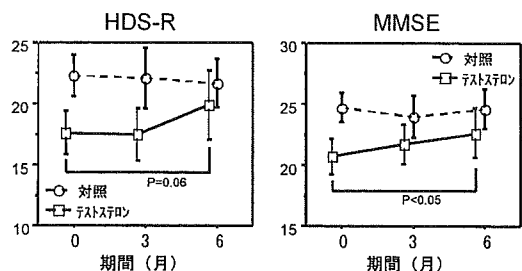 HDS-R
25
20
15
10
P=0.06
対照
テストステロン
0 3 6
期間（月）
MMSE
30
25
20
15
対照
テストステロン
P<0.05
0 3 6
期間（月）